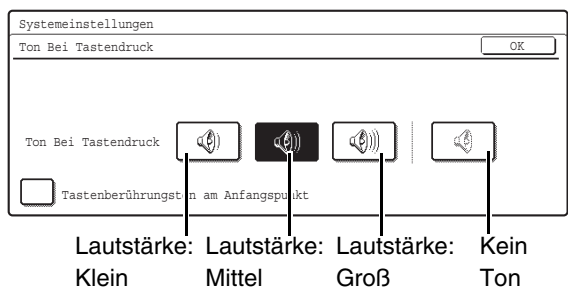 Systemeinstellungen
Ton Bei Tastendruck
OK
Ton Bei Tastendruck
Tastenberührungston am Anfangspunkt
Lautstärke: Lautstärke: Lautstärke: Kein
Klein Mittel Groß Ton